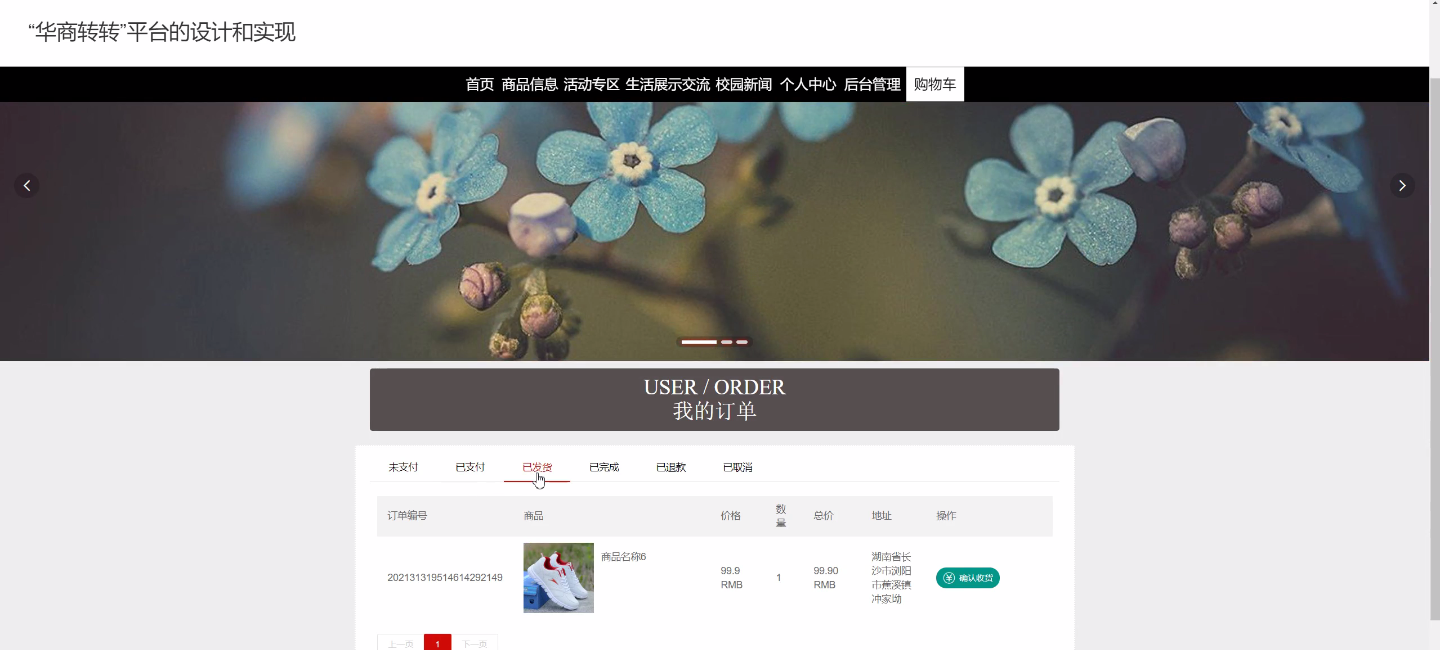 “华商转转”平台的设计和实现
首页 商品信息 活动专区 生活展示交流 校园新闻 个人中心 后台管理 购物车
USER / ORDER
我的订单
未支付 已支付 已发货 已完成 已退款 已取消
订单编号 商品 价格 数量 总价 地址 操作
202131319514614292149 商品名称6 99.9 RMB 1 99.90 RMB 湖南省长沙市浏阳市蕉溪镇冲家坳 确认收货
上一页 1 下一页